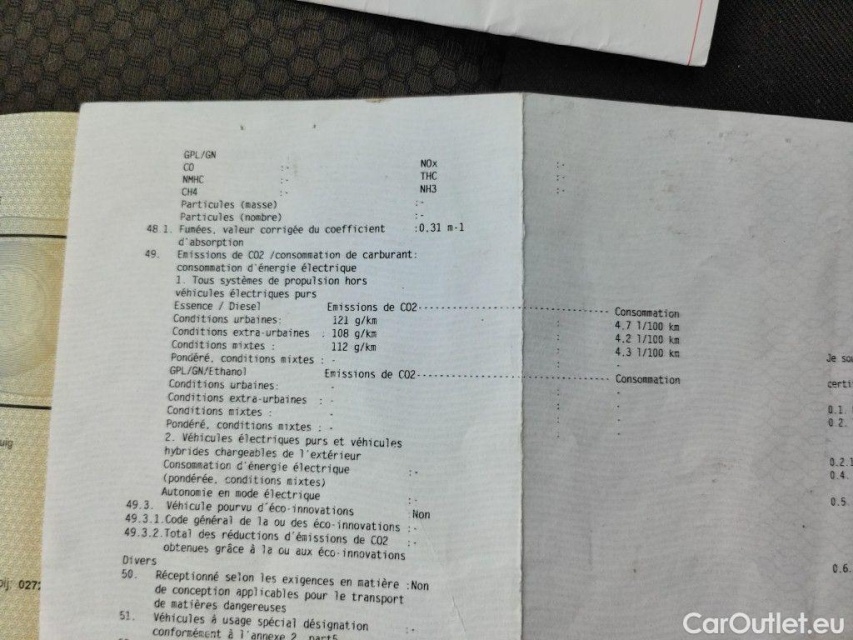 GPL/GN
CO :- NOx :-
NMHC :- THC :-
CH4 :- NH3 :-
Particules (masse) :-
Particules (nombre) :-
48.1. Fumées, valeur corrigée du coefficient :0.31 m-1
d'absorption
49. Emissions de CO2 /consommation de carburant:
consommation d'énergie électrique
1. Tous systèmes de propulsion hors
véhicules électriques purs
Essence / Diesel Emissions de CO2------------------------- Consommation
Conditions urbaines: 121 g/km : 4.7 l/100 km
Conditions extra-urbaines : 108 g/km : 4.2 l/100 km
Conditions mixtes : 112 g/km : 4.3 l/100 km
Pondéré, conditions mixtes : - : -
GPL/GN/Ethanol Emissions de CO2------------------------- Consommation
Conditions urbaines: - : -
Conditions extra-urbaines : - : -
Conditions mixtes : - : -
Pondéré, conditions mixtes : - : -
2. Véhicules électriques purs et véhicules
hybrides chargeables de l'extérieur
Consommation d'énergie électrique :-
(pondérée, conditions mixtes)
Autonomie en mode électrique :-
49.3. Véhicule pourvu d'éco-innovations :Non
49.3.1.Code général de la ou des éco-innovations :-
49.3.2.Total des réductions d'émissions de CO2 :-
obtenues grâce à la ou aux éco-innovations
Divers
50. Réceptionné selon les exigences en matière :Non
de conception applicables pour le transport
de matières dangereuses
51. Véhicules à usage spécial désignation :-
conformément à l'annexe 2, part5
Je sou
certi
0.1.
0.2.
0.2.1
0.4.
0.5.
0.6.
uig
oij: 027
CarOutlet.eu